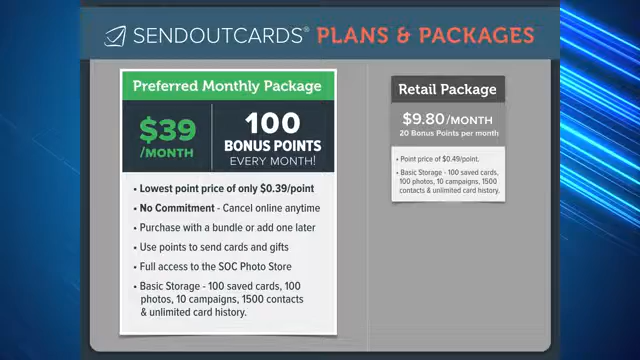 SENDOUTCARDS® PLANS & PACKAGES
Preferred Monthly Package
$39
/MONTH
100
BONUS POINTS
EVERY MONTH!
• Lowest point price of only $0.39/point
• No Commitment - Cancel online anytime
• Purchase with a bundle or add one later
• Use points to send cards and gifts
• Full access to the SOC Photo Store
• Basic Storage - 100 saved cards, 100
photos, 10 campaigns, 1500 contacts
& unlimited card history.
Retail Package
$9.80/MONTH
20 Bonus Points per month
• Point price of $0.49/point.
• Basic Storage - 100 saved cards,
100 photos, 10 campaigns, 1500
contacts & unlimited card history.